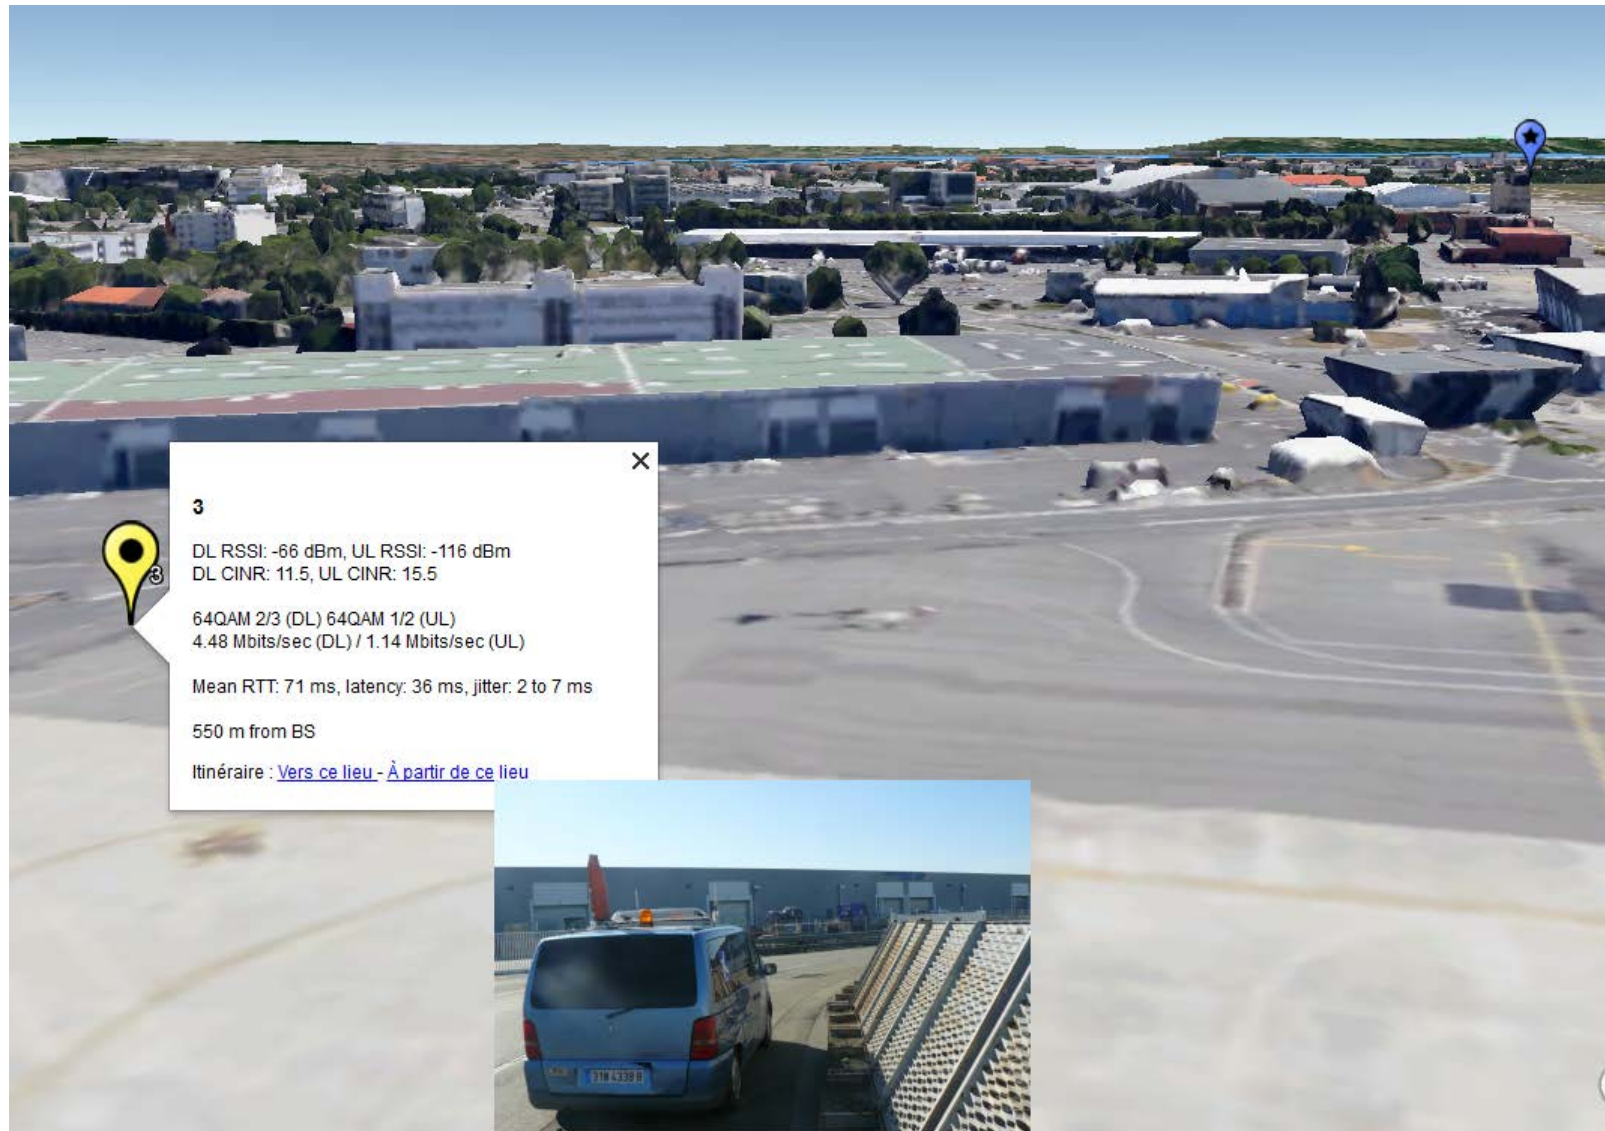 3
DL RSSI: -66 dBm, UL RSSI: -116 dBm
DL CINR: 11.5, UL CINR: 15.5
64QAM 2/3 (DL) 64QAM 1/2 (UL)
4.48 Mbits/sec (DL) / 1.14 Mbits/sec (UL)
Mean RTT: 71 ms, latency: 36 ms, jitter: 2 to 7 ms
550 m from BS
Itinéraire : Vers ce lieu - À partir de ce lieu
3